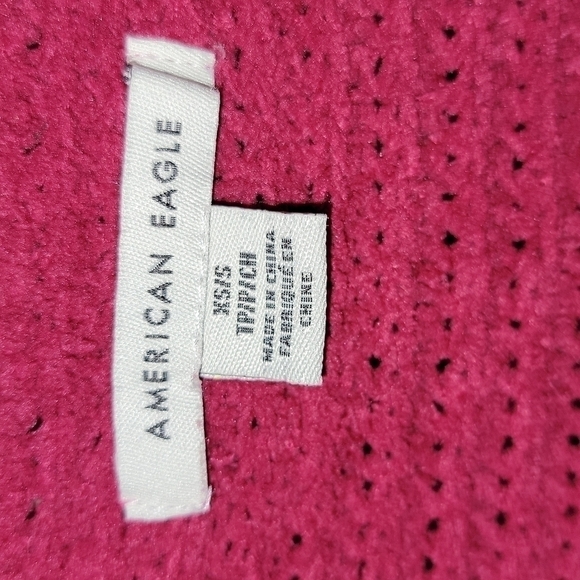 AMERICAN EAGLE
XS/S
TP/P/CH
MADE IN CHINA
FABRIQUÉ EN
CHINE